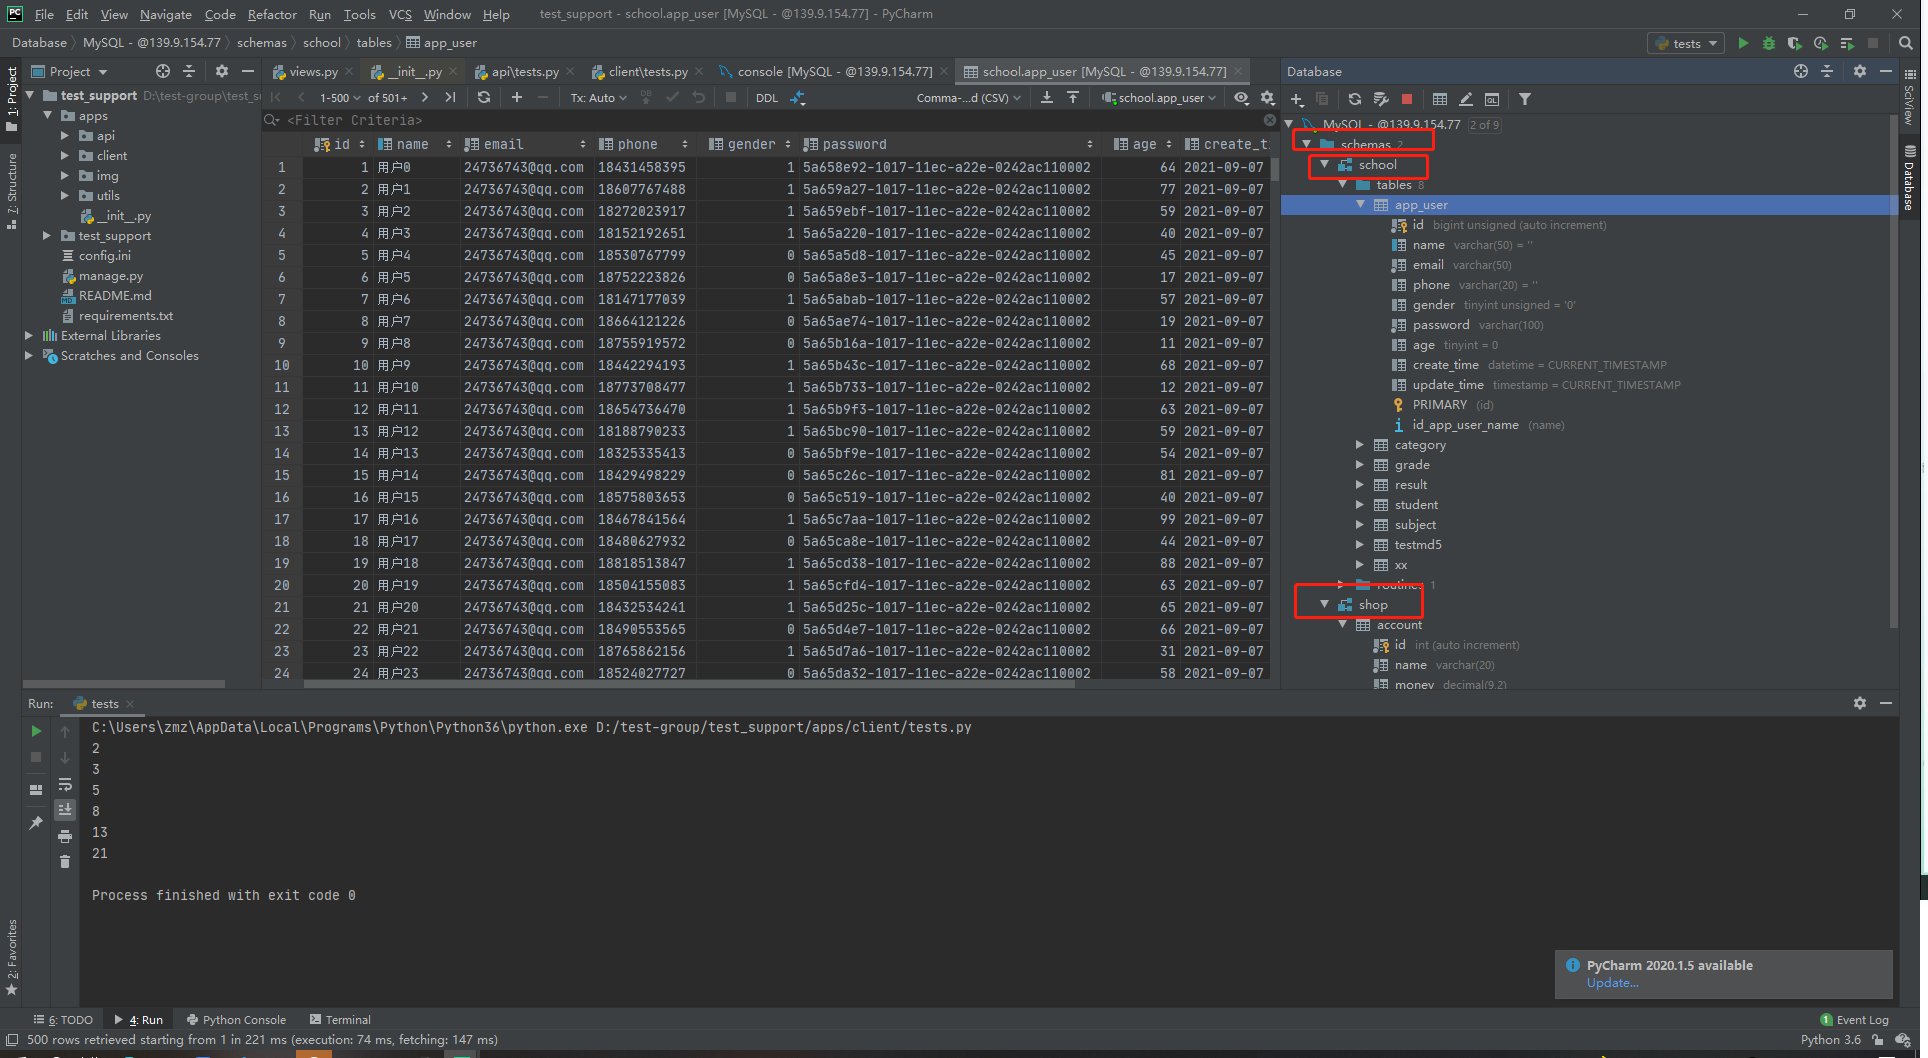 File Edit View Navigate Code Refactor Run Tools VCS Window Help test_support - school.app_user [MySQL - @139.9.154.77] - PyCharm
Database MySQL - @139.9.154.77 schemas school tables app_user tests
1: Project
7: Structure
2: Favorites
Project
test_support D:\test-group\test_su
apps
api
client
img
utils
__init__.py
test_support
config.ini
manage.py
README.md
requirements.txt
External Libraries
Scratches and Consoles
views.py __init__.py api\tests.py client\tests.py console [MySQL - @139.9.154.77] school.app_user [MySQL - @139.9.154.77]
1-500 of 501+ Tx: Auto DDL Comma-...d (CSV) school.app_user
<Filter Criteria>
id name email phone gender password age create_ti
1 1 用户0 24736743@qq.com 18431458395 1 5a658e92-1017-11ec-a22e-0242ac110002 64 2021-09-07
2 2 用户1 24736743@qq.com 18607767488 1 5a659a27-1017-11ec-a22e-0242ac110002 77 2021-09-07
3 3 用户2 24736743@qq.com 18272023917 1 5a659ebf-1017-11ec-a22e-0242ac110002 59 2021-09-07
4 4 用户3 24736743@qq.com 18152192651 1 5a65a220-1017-11ec-a22e-0242ac110002 40 2021-09-07
5 5 用户4 24736743@qq.com 18530767799 0 5a65a5d8-1017-11ec-a22e-0242ac110002 45 2021-09-07
6 6 用户5 24736743@qq.com 18752223826 0 5a65a8e3-1017-11ec-a22e-0242ac110002 17 2021-09-07
7 7 用户6 24736743@qq.com 18147177039 1 5a65abab-1017-11ec-a22e-0242ac110002 57 2021-09-07
8 8 用户7 24736743@qq.com 18664121226 0 5a65ae74-1017-11ec-a22e-0242ac110002 19 2021-09-07
9 9 用户8 24736743@qq.com 18755919572 0 5a65b16a-1017-11ec-a22e-0242ac110002 11 2021-09-07
10 10 用户9 24736743@qq.com 18442294193 1 5a65b43c-1017-11ec-a22e-0242ac110002 68 2021-09-07
11 11 用户10 24736743@qq.com 18773708477 1 5a65b733-1017-11ec-a22e-0242ac110002 12 2021-09-07
12 12 用户11 24736743@qq.com 18654736470 1 5a65b9f3-1017-11ec-a22e-0242ac110002 63 2021-09-07
13 13 用户12 24736743@qq.com 18188790233 1 5a65bc90-1017-11ec-a22e-0242ac110002 59 2021-09-07
14 14 用户13 24736743@qq.com 18325335413 0 5a65bf9e-1017-11ec-a22e-0242ac110002 54 2021-09-07
15 15 用户14 24736743@qq.com 18429498229 0 5a65c26c-1017-11ec-a22e-0242ac110002 81 2021-09-07
16 16 用户15 24736743@qq.com 18575803653 0 5a65c519-1017-11ec-a22e-0242ac110002 40 2021-09-07
17 17 用户16 24736743@qq.com 18467841564 1 5a65c7aa-1017-11ec-a22e-0242ac110002 99 2021-09-07
18 18 用户17 24736743@qq.com 18480627932 0 5a65ca8e-1017-11ec-a22e-0242ac110002 44 2021-09-07
19 19 用户18 24736743@qq.com 18818513847 1 5a65cd38-1017-11ec-a22e-0242ac110002 88 2021-09-07
20 20 用户19 24736743@qq.com 18504155083 1 5a65cfd4-1017-11ec-a22e-0242ac110002 63 2021-09-07
21 21 用户20 24736743@qq.com 18432534241 1 5a65d25c-1017-11ec-a22e-0242ac110002 65 2021-09-07
22 22 用户21 24736743@qq.com 18490553565 0 5a65d4e7-1017-11ec-a22e-0242ac110002 66 2021-09-07
23 23 用户22 24736743@qq.com 18765862156 1 5a65d7a6-1017-11ec-a22e-0242ac110002 31 2021-09-07
24 24 用户23 24736743@qq.com 18524027727 0 5a65da32-1017-11ec-a22e-0242ac110002 58 2021-09-07
Database
MySQL - @139.9.154.77 2 of 9
schemas 2
school
tables 8
app_user
id bigint unsigned (auto increment)
name varchar(50) = ''
email varchar(50)
phone varchar(20) = ''
gender tinyint unsigned = '0'
password varchar(100)
age tinyint = 0
create_time datetime = CURRENT_TIMESTAMP
update_time timestamp = CURRENT_TIMESTAMP
PRIMARY (id)
id_app_user_name (name)
category
grade
result
student
subject
testmd5
xx
routines 1
shop
account
id int (auto increment)
name varchar(20)
money decimal(9,2)
SciView
Database
Run: tests
C:\Users\zmz\AppData\Local\Programs\Python\Python36\python.exe D:/test-group/test_support/apps/client/tests.py
2
3
5
8
13
21
Process finished with exit code 0
PyCharm 2020.1.5 available
Update...
6: TODO 4: Run Python Console Terminal 1 Event Log
500 rows retrieved starting from 1 in 221 ms (execution: 74 ms, fetching: 147 ms) Python 3.6